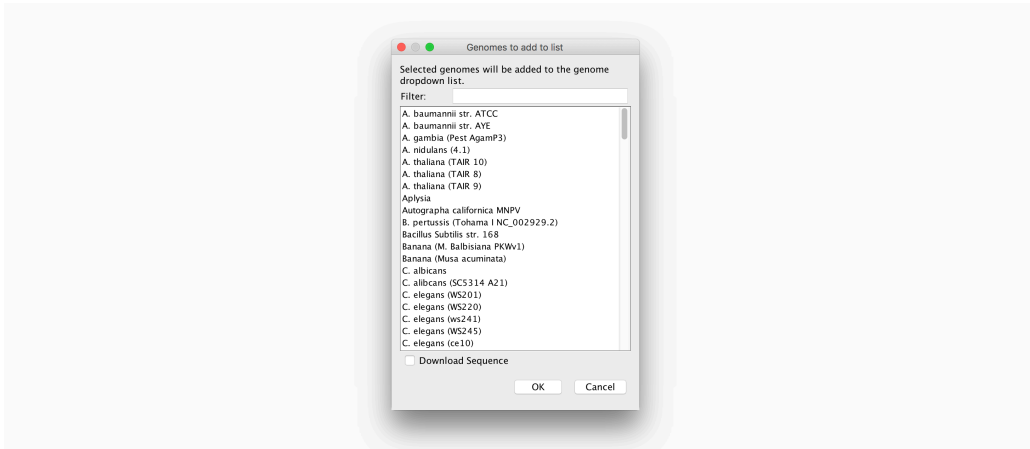 Genomes to add to list
Selected genomes will be added to the genome
dropdown list.
Filter:
A. baumannii str. ATCC
A. baumannii str. AYE
A. gambia (Pest AgamP3)
A. nidulans (4.1)
A. thaliana (TAIR 10)
A. thaliana (TAIR 8)
A. thaliana (TAIR 9)
Aplysia
Autographa californica MNPV
B. pertussis (Tohama I NC_002929.2)
Bacillus Subtilis str. 168
Banana (M. Balbisiana PKWv1)
Banana (Musa acuminata)
C. albicans
C. alibcans (SC5314 A21)
C. elegans (WS201)
C. elegans (WS220)
C. elegans (ws241)
C. elegans (WS245)
C. elegans (ce10)
Download Sequence
OK Cancel